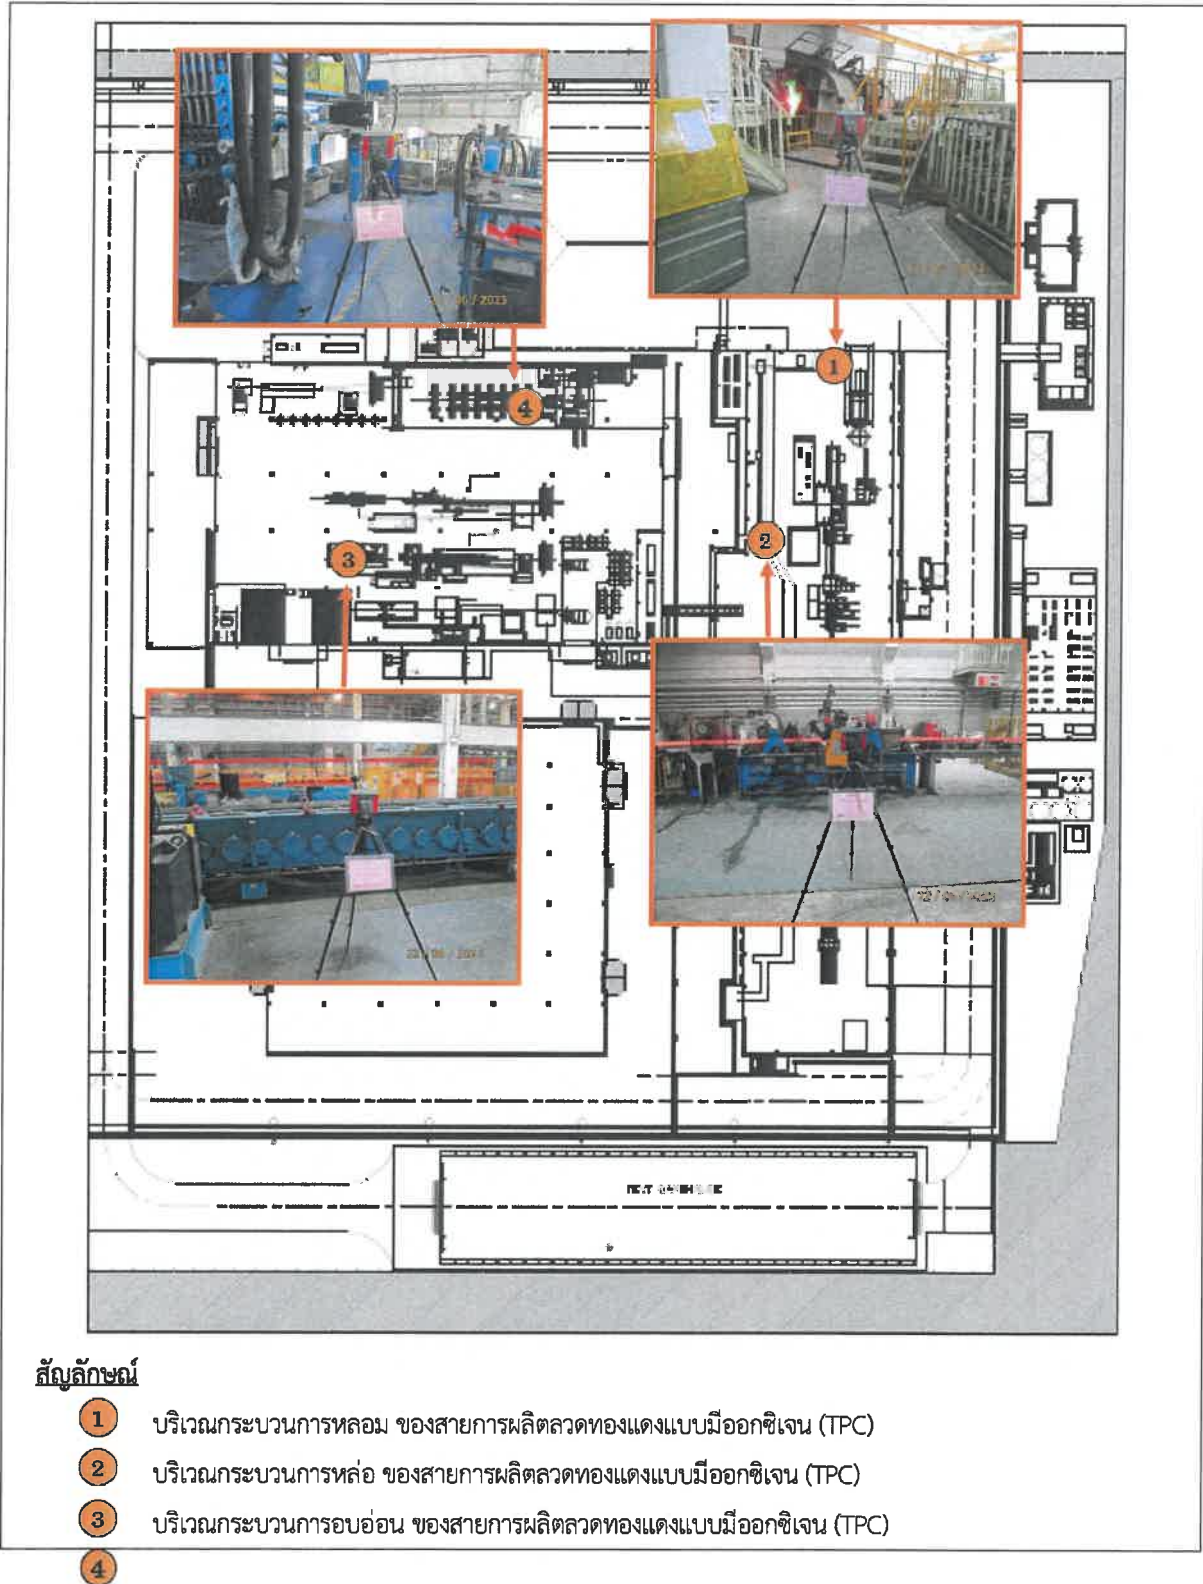 06 / 2023
1
4
2
3
สัญลักษณ์
1 บริเวณกระบวนการหลอม ของสายการผลิตลวดทองแดงแบบมีออกซิเจน (TPC)
2 บริเวณกระบวนการหล่อ ของสายการผลิตลวดทองแดงแบบมีออกซิเจน (TPC)
3 บริเวณกระบวนการอบอ่อน ของสายการผลิตลวดทองแดงแบบมีออกซิเจน (TPC)
4